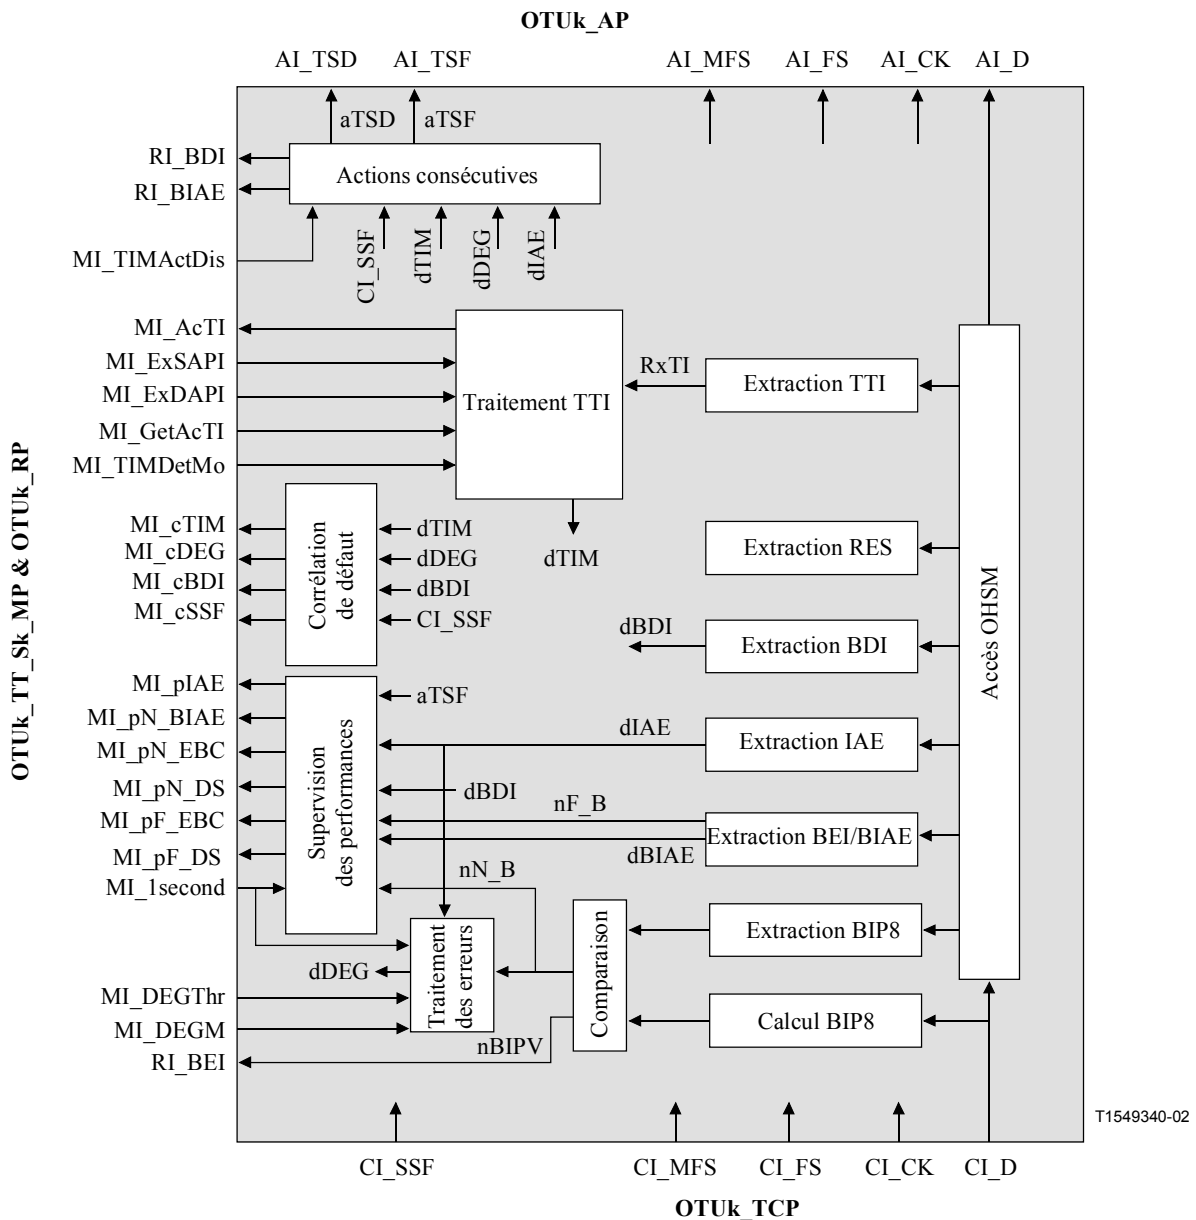 OTUk_AP
AI_TSD AI_TSF AI_MFS AI_FS AI_CK AI_D
aTSD aTSF
RI_BDI
RI_BIAE
Actions consécutives
MI_TIMActDis
CI_SSF
dTIM
dDEG
dIAE
MI_AcTI
MI_ExSAPI
MI_ExDAPI
MI_GetAcTI
MI_TIMDetMo
Traitement TTI
RxTI
Extraction TTI
dTIM
Accès OHSM
OTUk_TT_Sk_MP & OTUk_RP
MI_cTIM
MI_cDEG
MI_cBDI
MI_cSSF
Corrélation
de défaut
dTIM
dDEG
dBDI
CI_SSF
Extraction RES
dBDI
Extraction BDI
MI_pIAE
MI_pN_BIAE
MI_pN_EBC
MI_pN_DS
MI_pF_EBC
MI_pF_DS
MI_1second
Supervision
des performances
aTSF
dIAE
Extraction IAE
dBDI
nF_B
Extraction BEI/BIAE
dBIAE
nN_B
Extraction BIP8
Comparaison
Traitement
des erreurs
dDEG
MI_DEGThr
MI_DEGM
RI_BEI
nBIPV
Calcul BIP8
T1549340-02
CI_SSF CI_MFS CI_FS CI_CK CI_D
OTUk_TCP